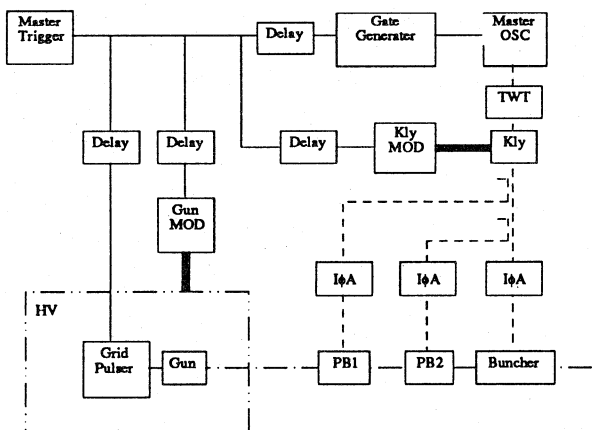 Master
Trigger
Delay
Gate
Generater
Master
OSC
TWT
Delay
Delay
Delay
Kly
MOD
Kly
Gun
MOD
IϕA
IϕA
IϕA
HV
Grid
Pulser
Gun
PB1
PB2
Buncher